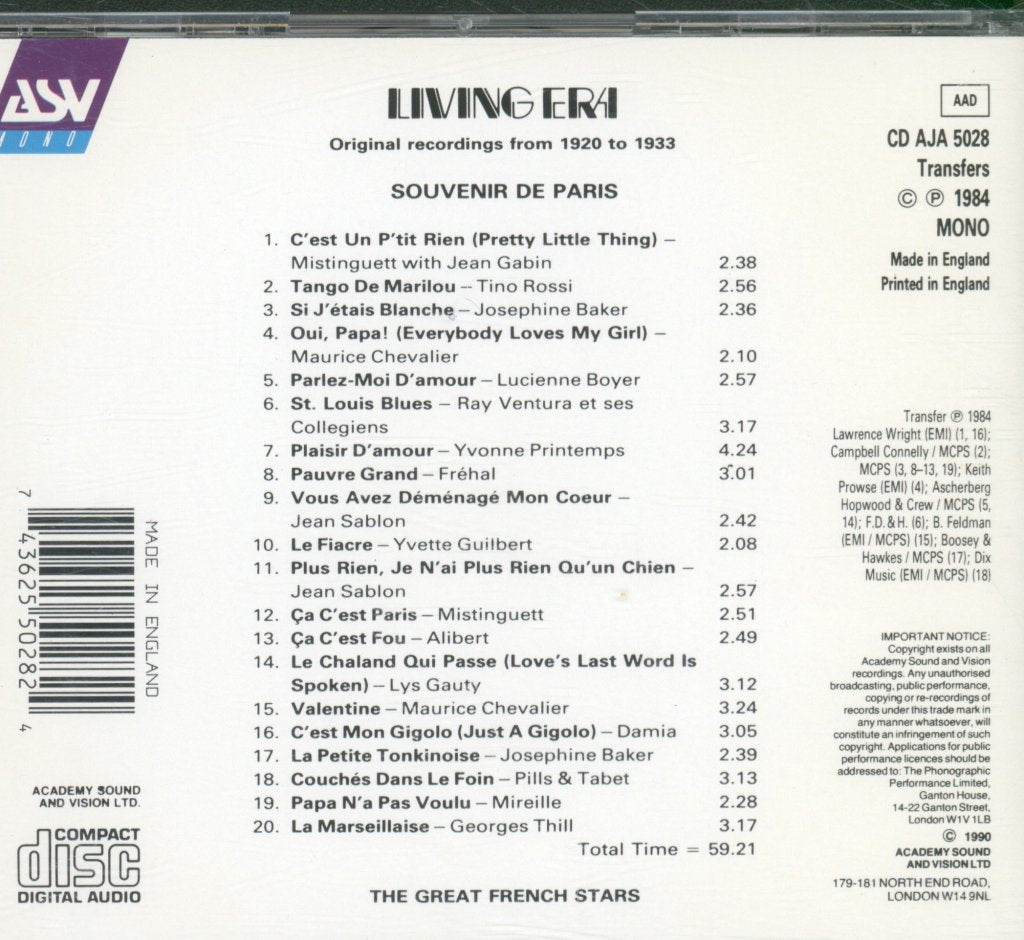 ASV
MONO
LIVING ERA
Original recordings from 1920 to 1933
SOUVENIR DE PARIS
1. C'est Un P'tit Rien (Pretty Little Thing) –
Mistinguett with Jean Gabin 2.38
2. Tango De Marilou – Tino Rossi 2.56
3. Si J'étais Blanche – Josephine Baker 2.36
4. Oui, Papa! (Everybody Loves My Girl) –
Maurice Chevalier 2.10
5. Parlez-Moi D'amour – Lucienne Boyer 2.57
6. St. Louis Blues – Ray Ventura et ses
Collegiens 3.17
7. Plaisir D'amour – Yvonne Printemps 4.24
8. Pauvre Grand – Fréhal 3.01
9. Vous Avez Déménagé Mon Coeur –
Jean Sablon 2.42
10. Le Fiacre – Yvette Guilbert 2.08
11. Plus Rien, Je N'ai Plus Rien Qu'un Chien –
Jean Sablon 2.57
12. Ça C'est Paris – Mistinguett 2.51
13. Ça C'est Fou – Alibert 2.49
14. Le Chaland Qui Passe (Love's Last Word Is
Spoken) – Lys Gauty 3.12
15. Valentine – Maurice Chevalier 3.24
16. C'est Mon Gigolo (Just A Gigolo) – Damia 3.05
17. La Petite Tonkinoise – Josephine Baker 2.39
18. Couchés Dans Le Foin – Pills & Tabet 3.13
19. Papa N'a Pas Voulu – Mireille 2.28
20. La Marseillaise – Georges Thill 3.17
Total Time = 59.21
THE GREAT FRENCH STARS
AAD
CD AJA 5028
Transfers
© ℗ 1984
MONO
Made in England
Printed in England
Transfer ℗ 1984
Lawrence Wright (EMI) (1, 16);
Campbell Connelly / MCPS (2);
MCPS (3, 8–13, 19); Keith
Prowse (EMI) (4); Ascherberg
Hopwood & Crew / MCPS (5,
14); F.D. & H. (6); B. Feldman
(EMI / MCPS) (15); Boosey &
Hawkes / MCPS (17); Dix
Music (EMI / MCPS) (18)
IMPORTANT NOTICE:
Copyright exists on all
Academy Sound and Vision
recordings. Any unauthorised
broadcasting, public performance,
copying or re-recordings of
records under this trade mark in
any manner whatsoever, will
constitute an infringement of such
copyright. Applications for public
performance licences should be
addressed to: The Phonographic
Performance Limited,
Ganton House,
14-22 Ganton Street,
London W1V 1LB
© 1990
ACADEMY SOUND
AND VISION LTD
179-181 NORTH END ROAD,
LONDON W14 9NL
7 43625 50282 4
MADE IN ENGLAND
ACADEMY SOUND
AND VISION LTD.
COMPACT
disc
DIGITAL AUDIO